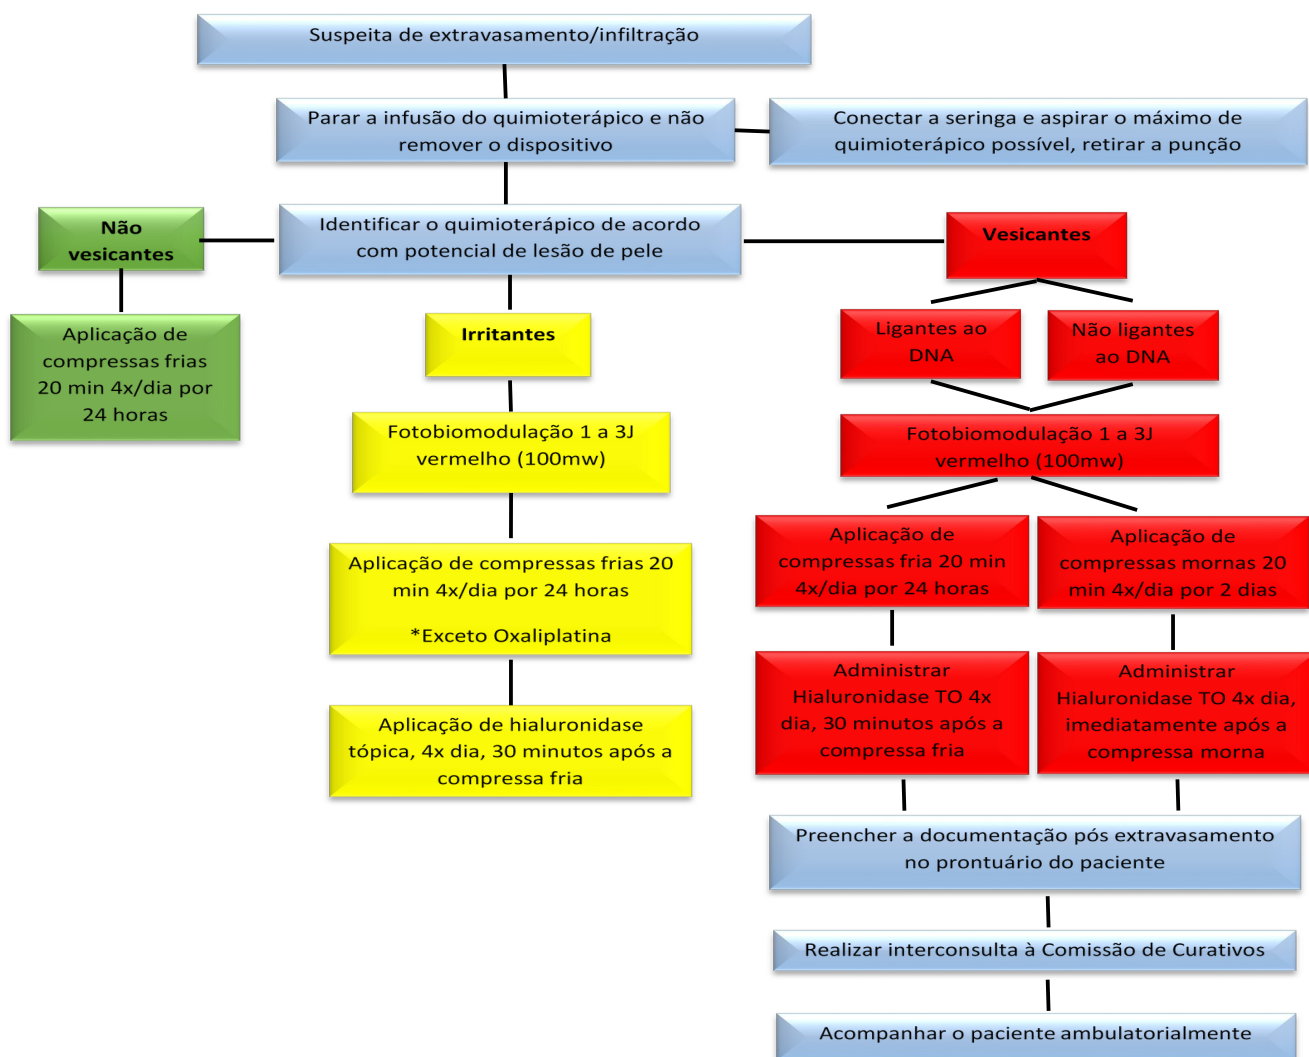 Suspeita de extravasamento/infiltração
Parar a infusão do quimioterápico e não
remover o dispositivo
Conectar a seringa e aspirar o máximo de
quimioterápico possível, retirar a punção
Não
vesicantes
Identificar o quimioterápico de acordo
com potencial de lesão de pele
Vesicantes
Aplicação de
compressas frias
20 min 4x/dia por
24 horas
Irritantes
Ligantes ao
DNA
Não ligantes
ao DNA
Fotobiomodulação 1 a 3J
vermelho (100mw)
Fotobiomodulação 1 a 3J
vermelho (100mw)
Aplicação de compressas frias 20
min 4x/dia por 24 horas
*Exceto Oxaliplatina
Aplicação de
compressas fria 20 min
4x/dia por 24 horas
Aplicação de
compressas mornas 20
min 4x/dia por 2 dias
Aplicação de hialuronidase
tópica, 4x dia, 30 minutos após a
compressa fria
Administrar
Hialuronidase TO 4x
dia, 30 minutos após a
compressa fria
Administrar
Hialuronidase TO 4x dia,
imediatamente após a
compressa morna
Preencher a documentação pós extravasamento
no prontuário do paciente
Realizar interconsulta à Comissão de Curativos
Acompanhar o paciente ambulatorialmente